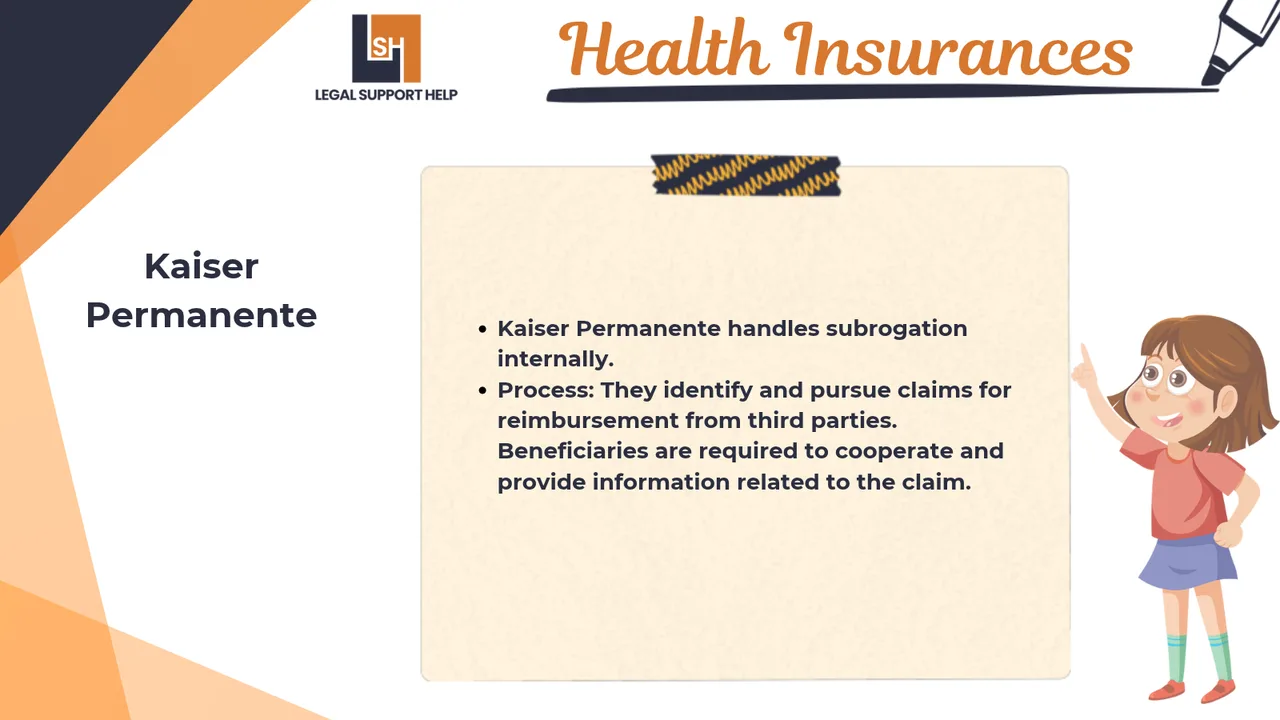 LSH
LEGAL SUPPORT HELP
Health Insurances
Kaiser
Permanente
• Kaiser Permanente handles subrogation
internally.
• Process: They identify and pursue claims for
reimbursement from third parties.
Beneficiaries are required to cooperate and
provide information related to the claim.